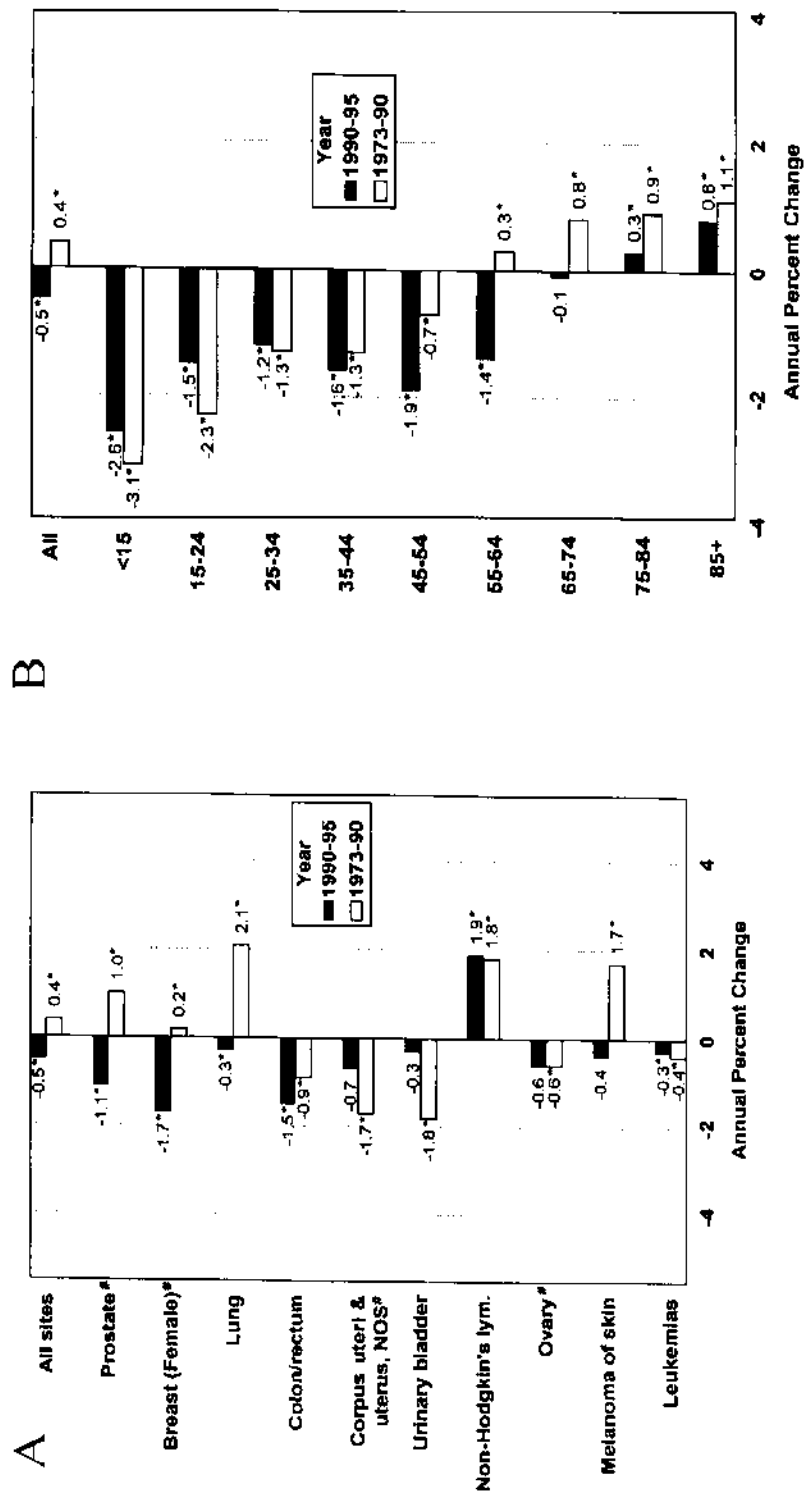 A
All sites
Prostate#
Breast (Female)#
Lung
Colon/rectum
Corpus uteri &
uterus, NOS#
Urinary bladder
Non-Hodgkin's lym.
Ovary#
Melanoma of skin
Leukemias
-0.5*
0.4*
-1.1*
1.0*
-1.7*
0.2*
-0.3*
2.1*
-1.5*
-0.9*
-0.7
-1.7*
-0.3
-1.8*
1.9*
1.8*
-0.6
-0.6*
-0.4
1.7*
-0.3*
-0.4*
Year
1990-95
1973-90
-4 -2 0 2 4
Annual Percent Change
B
All
<15
15-24
25-34
35-44
45-54
55-64
65-74
75-84
85+
-0.5*
0.4*
-2.6*
-3.1*
-1.5*
-2.3*
-1.2*
-1.3*
-1.6*
-1.3*
-1.9*
-0.7*
-1.4*
0.3*
-0.1
0.8*
0.3*
0.9*
0.8*
1.1*
Year
1990-95
1973-90
-4 -2 0 2 4
Annual Percent Change